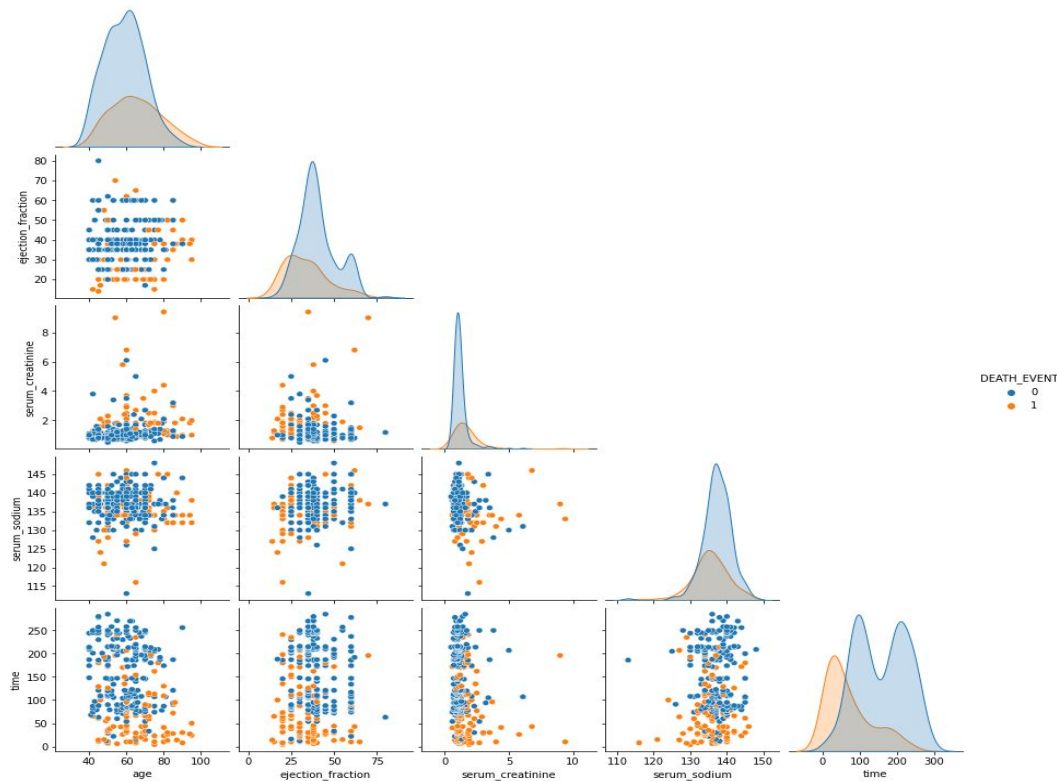 ejection_fraction
80
70
60
50
40
30
20
serum_creatinine
8
6
4
2
serum_sodium
145
140
135
130
125
120
115
time
250
200
150
100
50
0
40 60 80 100
age
0 25 50 75
ejection_fraction
0 5 10
serum_creatinine
110 120 130 140 150
serum_sodium
0 100 200 300
time
DEATH_EVENT
0
1